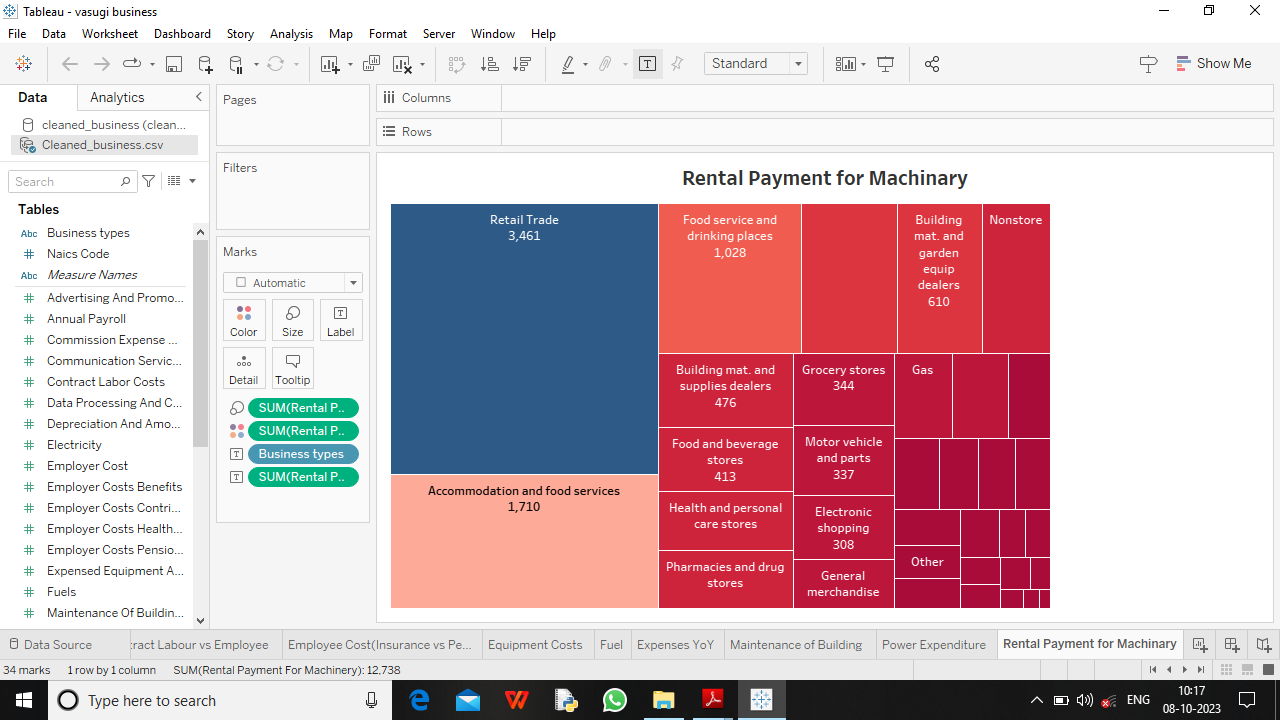 Tableau - vasugi business
File Data Worksheet Dashboard Story Analysis Map Format Server Window Help
Standard
Show Me
Data Analytics
Pages
Columns
cleaned_business (clean...
Cleaned_business.csv
Rows
Search
Filters
Tables
Abc Business types
Naics Code
Abc Measure Names
Advertising And Promo...
Annual Payroll
Commission Expense ...
Communication Servic...
Contract Labor Costs
Data Processing And C...
Depreciation And Amo...
Electricity
Employer Cost
Employer Costs Benefits
Employer Costs Contri...
Employer Costs Health...
Employer Costs Pensio...
Expensed Equipment A...
Fuels
Maintenance Of Buildin...
Marks
Automatic
Color Size Label
Detail Tooltip
SUM(Rental P..
SUM(Rental P..
Business types
SUM(Rental P..
Rental Payment for Machinary
Retail Trade
3,461
Accommodation and food services
1,710
Food service and
drinking places
1,028
Building
mat. and
garden
equip
dealers
610
Nonstore
Building mat. and
supplies dealers
476
Food and beverage
stores
413
Health and personal
care stores
Pharmacies and drug
stores
Grocery stores
344
Motor vehicle
and parts
337
Electronic
shopping
308
General
merchandise
Gas
Other
Data Source
tract Labour vs Employee
Employee Cost(Insurance vs Pe...
Equipment Costs
Fuel
Expenses YoY
Maintenance of Building
Power Expenditure
Rental Payment for Machinary
34 marks 1 row by 1 column SUM(Rental Payment For Machinery): 12,738
Type here to search
ENG
10:17
08-10-2023